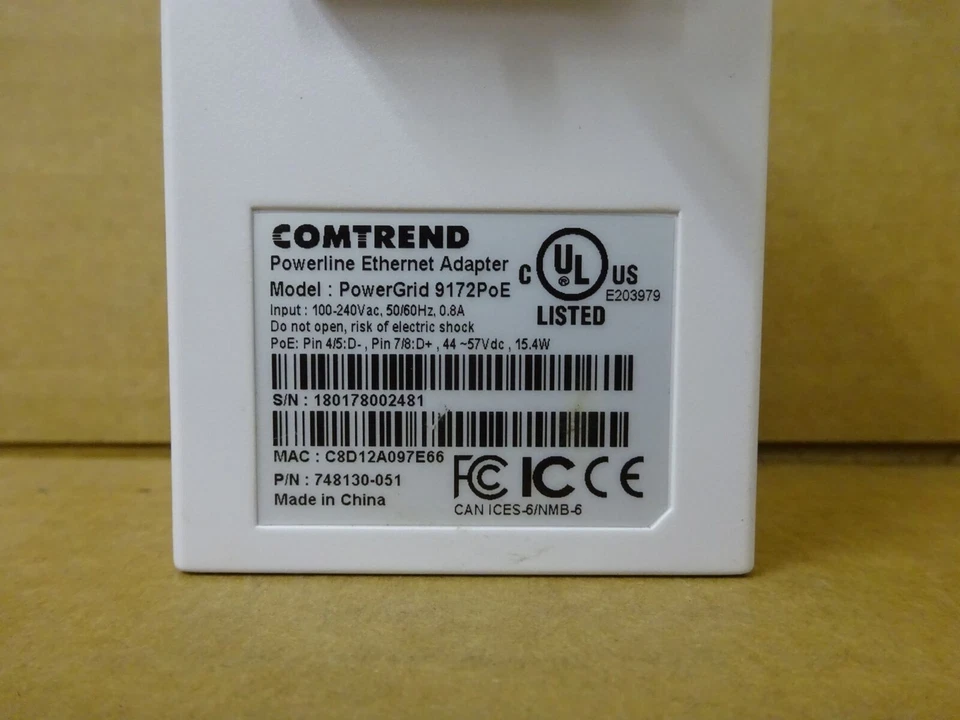 COMTREND
Powerline Ethernet Adapter
Model : PowerGrid 9172PoE
Input : 100-240Vac, 50/60Hz, 0.8A
Do not open, risk of electric shock
PoE: Pin 4/5:D- , Pin 7/8:D+ , 44 ~57Vdc , 15.4W
C UL ® US
E203979
LISTED
S/N : 180178002481
MAC : C8D12A097E66
P/N : 748130-051
Made in China
FC IC CE
CAN ICES-6/NMB-6